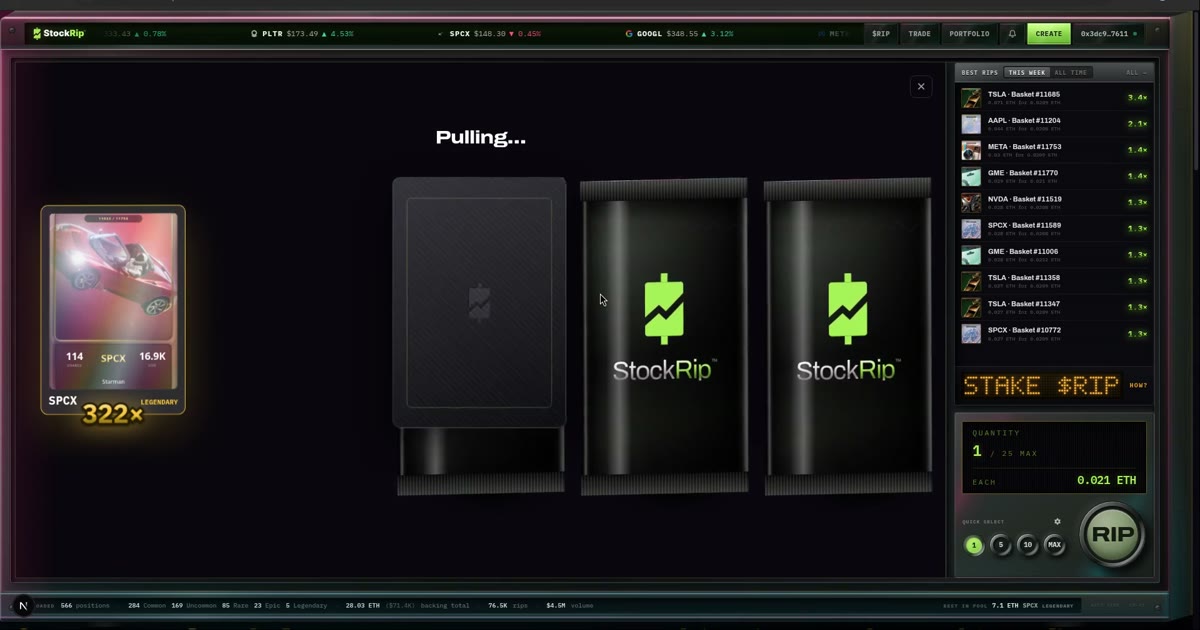 StockRip
▲ 0.78%
PLTR $173.49 ▲ 4.53%
SPCX $148.30 ▼ 0.45%
GOOGL $348.55 ▲ 3.12%
META
$RIP
TRADE
PORTFOLIO
CREATE
0x3dc9…7611
Pulling...
114
SPCX
16.9K
Starman
SPCX
LEGENDARY
322×
StockRip™
StockRip™
BEST RIPS
THIS WEEK
ALL TIME
ALL
TSLA · Basket #11685
3.4×
AAPL · Basket #11204
2.1×
META · Basket #11753
1.4×
GME · Basket #11770
1.4×
NVDA · Basket #11519
1.3×
SPCX · Basket #11589
1.3×
GME · Basket #11006
1.3×
TSLA · Basket #11358
1.3×
TSLA · Basket #11347
1.3×
SPCX · Basket #10772
1.3×
STAKE $RIP
HOW?
QUANTITY
1 / 25 MAX
EACH
0.021 ETH
QUICK SELECT
1
5
10
MAX
RIP
N
566 positions
284 Common 169 Uncommon 85 Rare 23 Epic 5 Legendary
28.03 ETH ($71.4K) backing total
76.5K rips
$4.5M volume
BEST IN POOL 7.1 ETH SPCX LEGENDARY